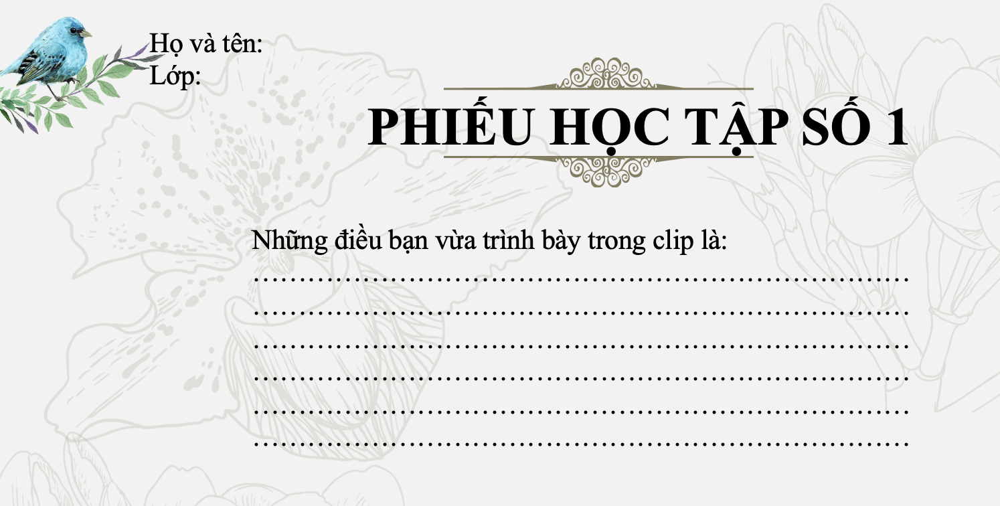 Họ và tên:
Lớp:
PHIẾU HỌC TẬP SỐ 1
Những điều bạn vừa trình bày trong clip là:
........................................................................
........................................................................
........................................................................
........................................................................
........................................................................
........................................................................